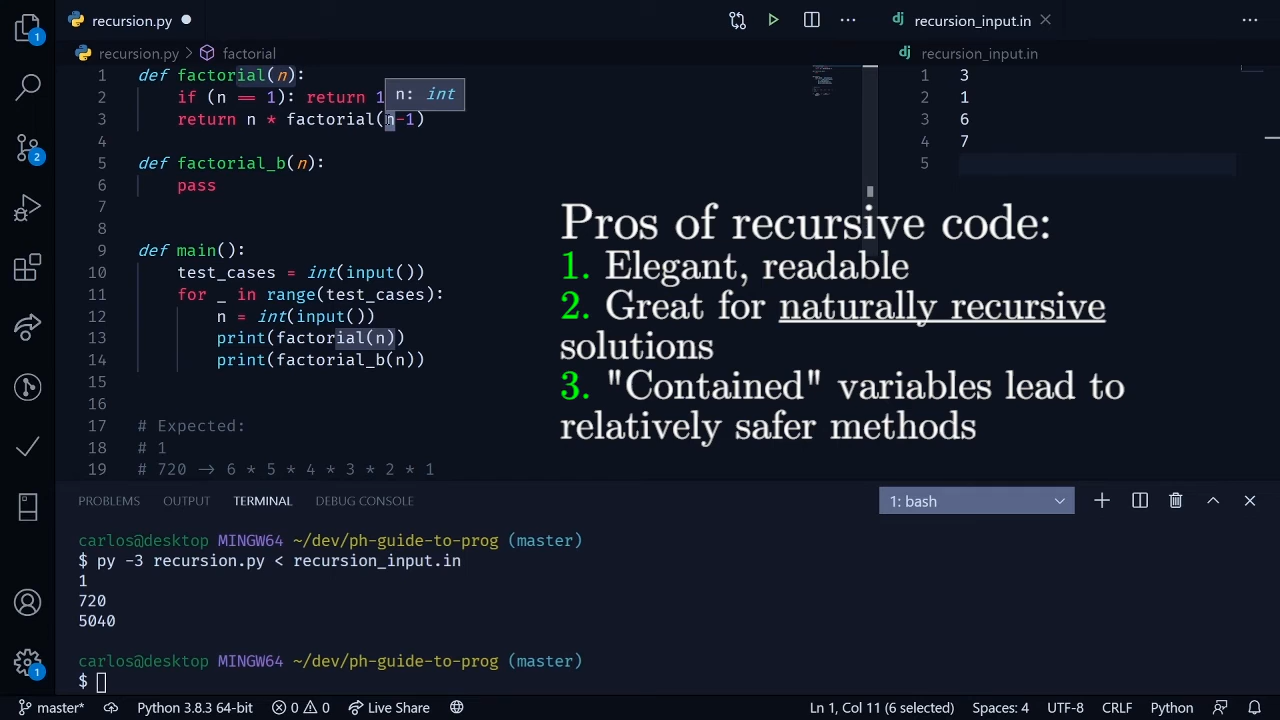 recursion.py
recursion_input.in
recursion.py > factorial
recursion_input.in
1 def factorial(n):
2 if (n == 1): return 1
n: int
3 return n * factorial(n-1)
4
5 def factorial_b(n):
6 pass
7
8
9 def main():
10 test_cases = int(input())
11 for _ in range(test_cases):
12 n = int(input())
13 print(factorial(n))
14 print(factorial_b(n))
15
16
17 # Expected:
18 # 1
19 # 720 -> 6 * 5 * 4 * 3 * 2 * 1
1 3
2 1
3 6
4 7
5
Pros of recursive code:
1. Elegant, readable
2. Great for naturally recursive
solutions
3. "Contained" variables lead to
relatively safer methods
1
2
1
PROBLEMS OUTPUT TERMINAL DEBUG CONSOLE
1: bash
carlos@desktop MINGW64 ~/dev/ph-guide-to-prog (master)
$ py -3 recursion.py < recursion_input.in
1
720
5040
carlos@desktop MINGW64 ~/dev/ph-guide-to-prog (master)
$
master* Python 3.8.3 64-bit 0 0 Live Share Ln 1, Col 11 (6 selected) Spaces: 4 UTF-8 CRLF Python